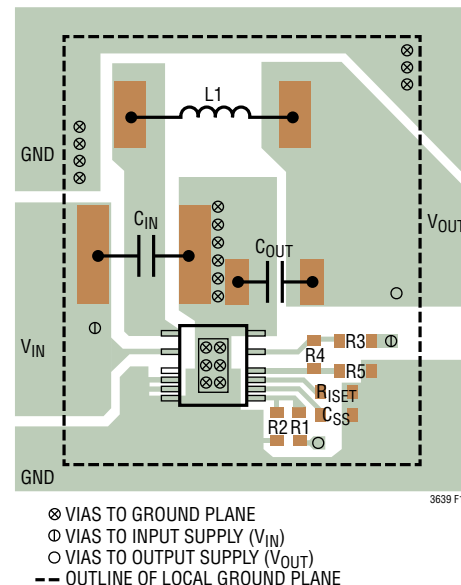 L1
GND
CIN
COUT
VOUT
VIN
R3
R4
R5
RISET
CSS
R2 R1
GND
3639 F1
⊗ VIAS TO GROUND PLANE
⦶ VIAS TO INPUT SUPPLY (VIN)
○ VIAS TO OUTPUT SUPPLY (VOUT)
-- OUTLINE OF LOCAL GROUND PLANE